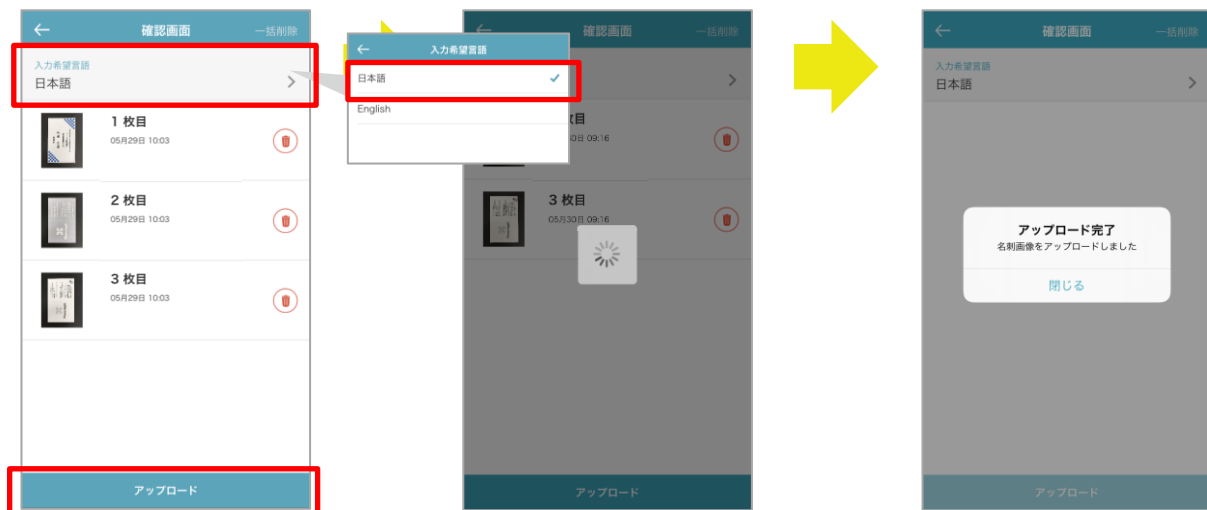 確認画面
一括削除
入力希望言語
日本語
1 枚目
05月29日 10:03
2 枚目
05月29日 10:03
3 枚目
05月29日 10:03
アップロード
入力希望言語
日本語
English
確認画面
一括削除
枚目
30日 09:16
3 枚目
05月30日 09:16
アップロード
確認画面
一括削除
入力希望言語
日本語
アップロード完了
名刺画像をアップロードしました
閉じる
アップロード